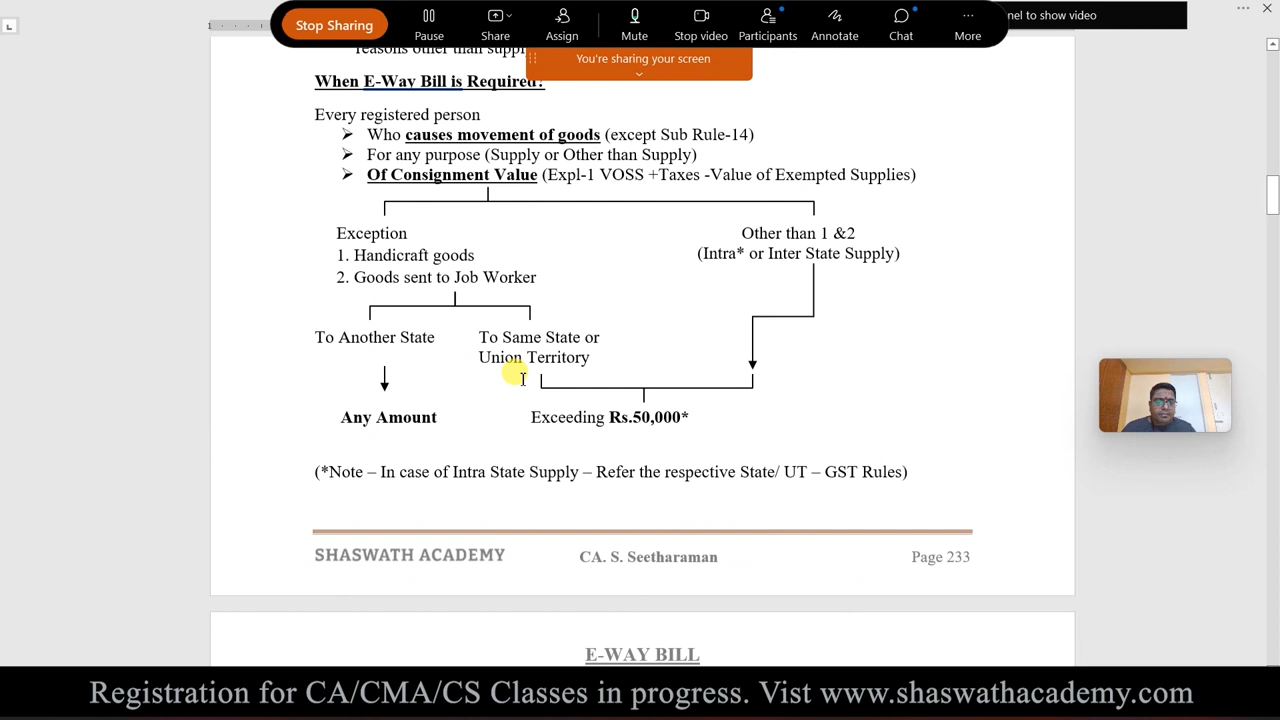 nel to show video
Stop Sharing
Pause
Share
Assign
Mute
Stop video
Participants
Annotate
Chat
More
You're sharing your screen
1
reasons other than suppl
When E-Way Bill is Required?
Every registered person
➢ Who causes movement of goods (except Sub Rule-14)
➢ For any purpose (Supply or Other than Supply)
➢ Of Consignment Value (Expl-1 VOSS +Taxes -Value of Exempted Supplies)
Exception
1. Handicraft goods
2. Goods sent to Job Worker
Other than 1 &2
(Intra* or Inter State Supply)
To Another State
To Same State or
Union Territory
Any Amount
Exceeding Rs.50,000*
(*Note – In case of Intra State Supply – Refer the respective State/ UT – GST Rules)
SHASWATH ACADEMY
CA. S. Seetharaman
Page 233
E-WAY BILL
Registration for CA/CMA/CS Classes in progress. Vist www.shaswathacademy.com